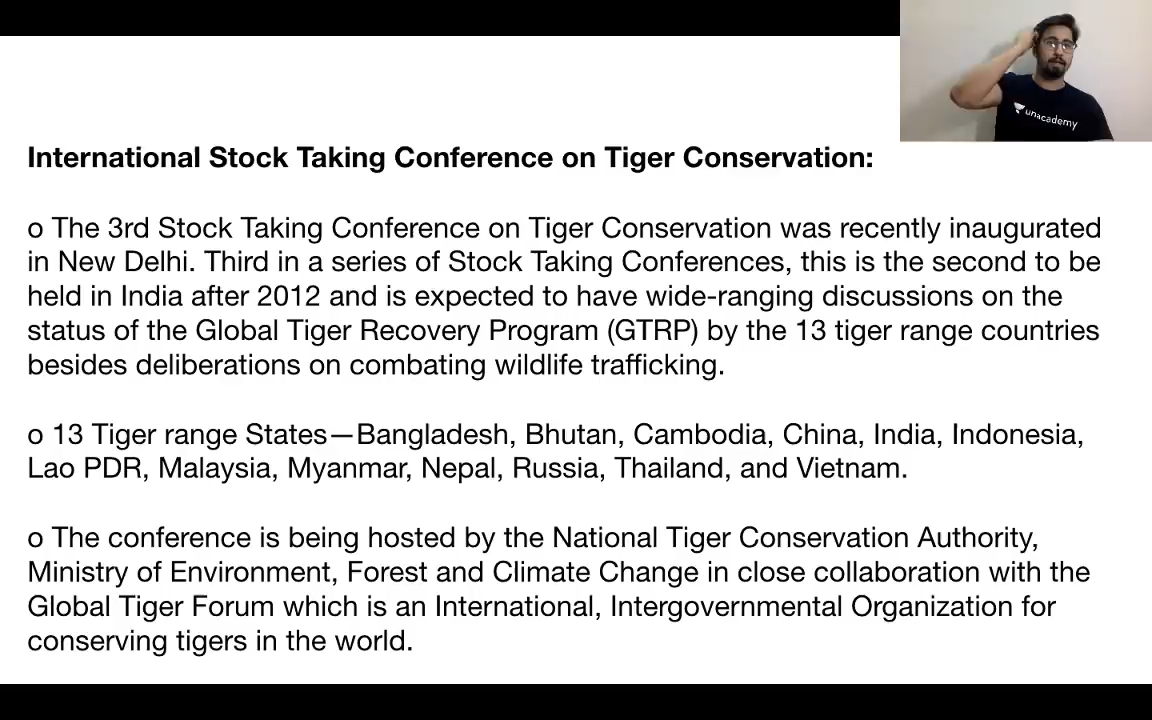 unacademy
International Stock Taking Conference on Tiger Conservation:
o The 3rd Stock Taking Conference on Tiger Conservation was recently inaugurated
in New Delhi. Third in a series of Stock Taking Conferences, this is the second to be
held in India after 2012 and is expected to have wide-ranging discussions on the
status of the Global Tiger Recovery Program (GTRP) by the 13 tiger range countries
besides deliberations on combating wildlife trafficking.
o 13 Tiger range States—Bangladesh, Bhutan, Cambodia, China, India, Indonesia,
Lao PDR, Malaysia, Myanmar, Nepal, Russia, Thailand, and Vietnam.
o The conference is being hosted by the National Tiger Conservation Authority,
Ministry of Environment, Forest and Climate Change in close collaboration with the
Global Tiger Forum which is an International, Intergovernmental Organization for
conserving tigers in the world.